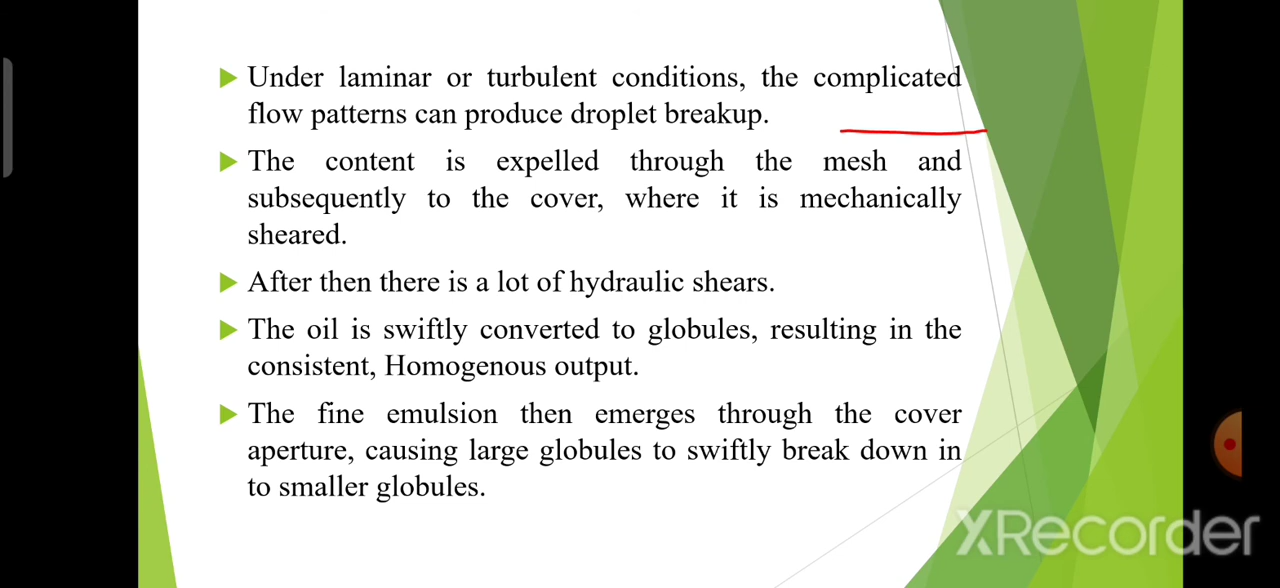 Under laminar or turbulent conditions, the complicated
flow patterns can produce droplet breakup.
The content is expelled through the mesh and
subsequently to the cover, where it is mechanically
sheared.
After then there is a lot of hydraulic shears.
The oil is swiftly converted to globules, resulting in the
consistent, Homogenous output.
The fine emulsion then emerges through the cover
aperture, causing large globules to swiftly break down in
to smaller globules.
XRecorder